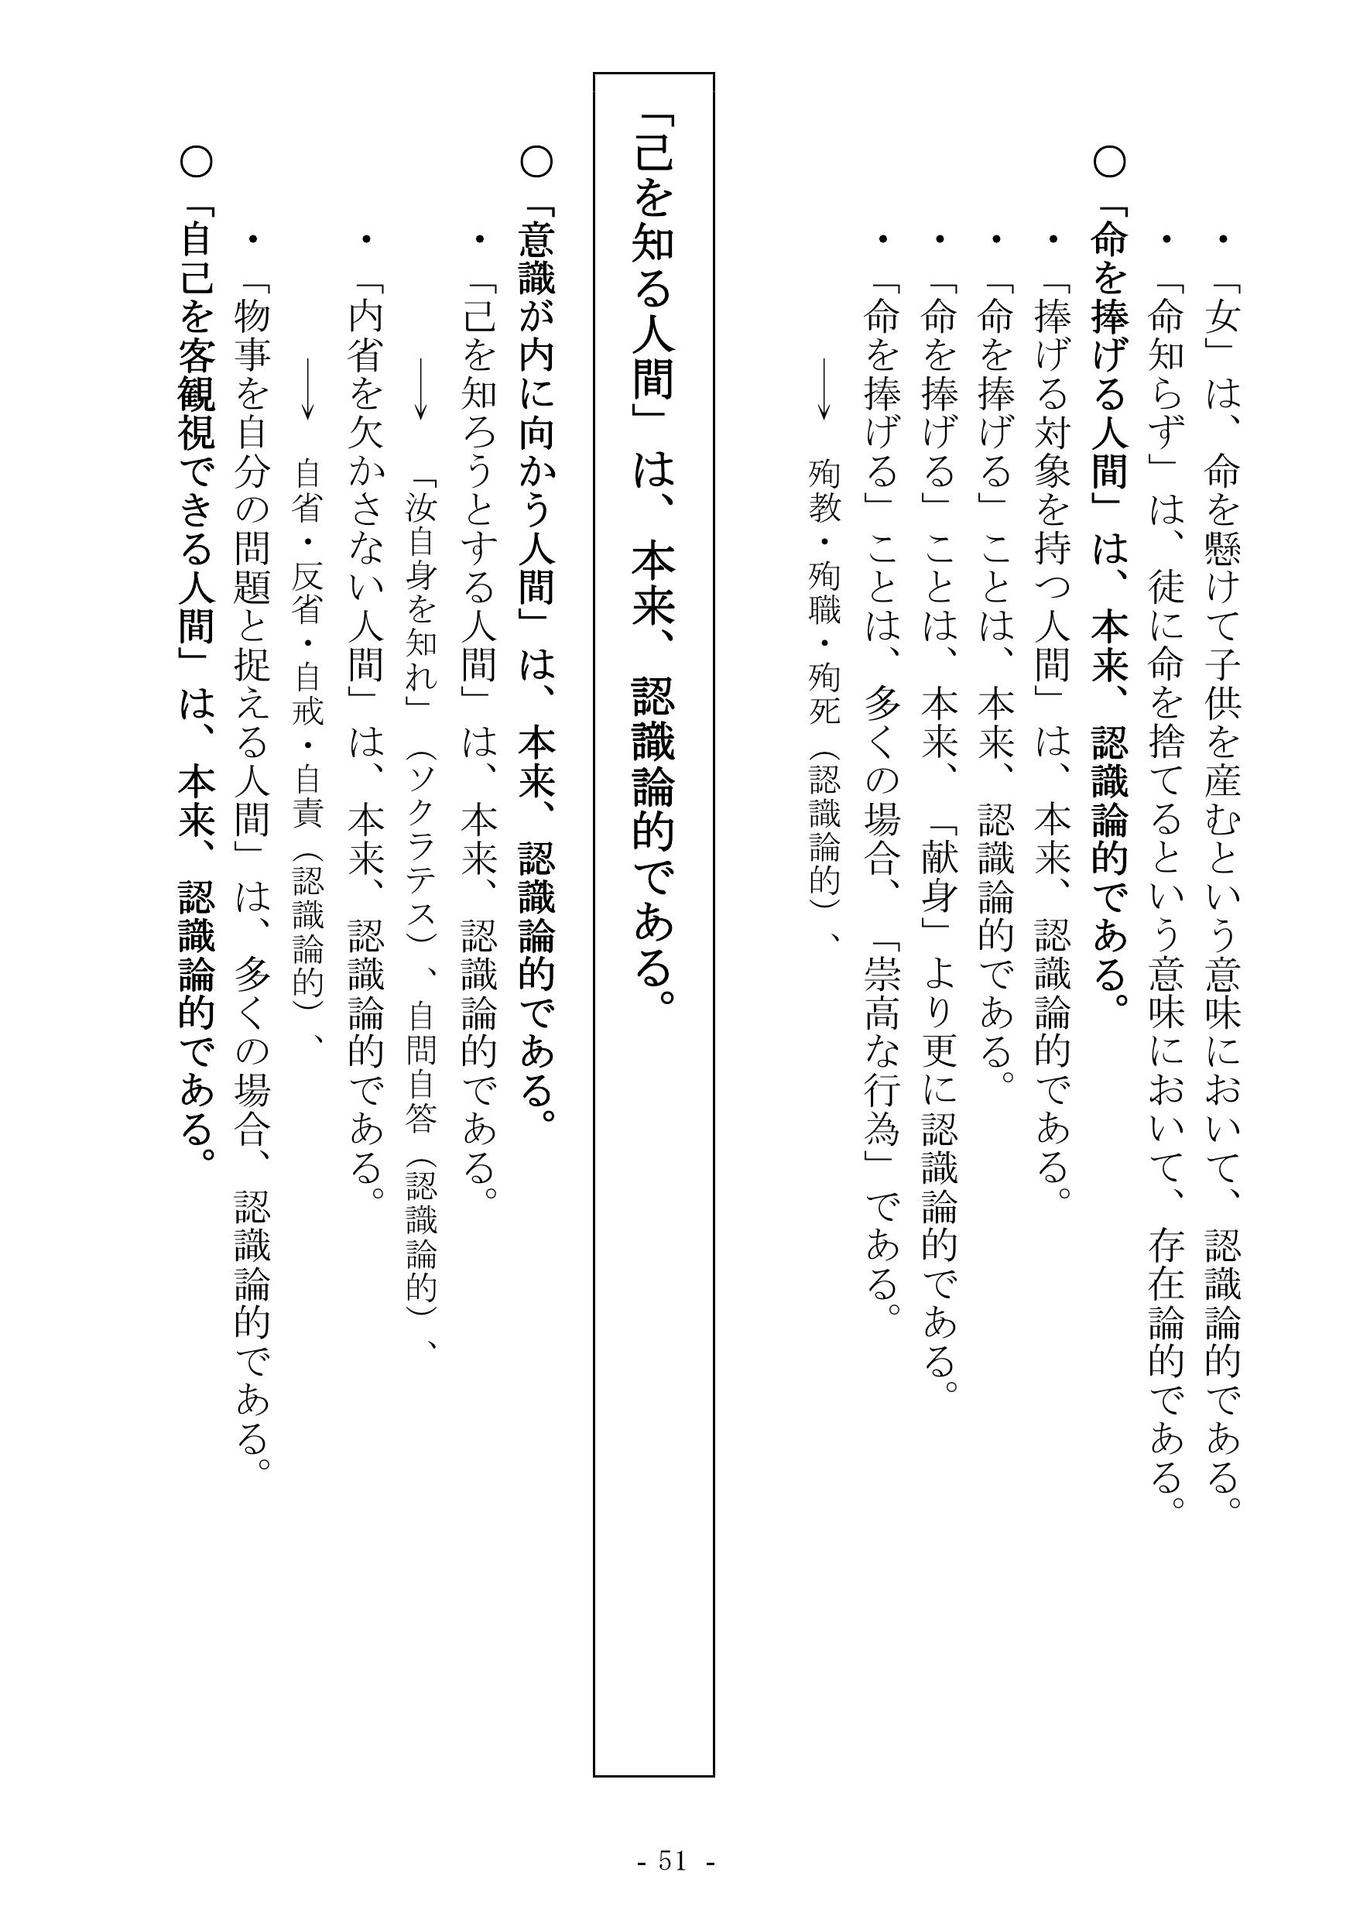 ・「女」は、命を懸けて子供を産むという意味において、認識論的である。
・「命知らず」は、徒に命を捨てるという意味において、存在論的である。
○「命を捧げる人間」は、本来、認識論的である。
・「捧げる対象を持つ人間」は、本来、認識論的である。
・「命を捧げる」ことは、本来、認識論的である。
・「命を捧げる」ことは、本来、「献身」より更に認識論的である。
・「命を捧げる」ことは、多くの場合、「崇高な行為」である。
→ 殉教・殉職・殉死（認識論的）、
「己を知る人間」は、本来、認識論的である。
○「意識が内に向かう人間」は、本来、認識論的である。
・「己を知ろうとする人間」は、本来、認識論的である。
→「汝自身を知れ」（ソクラテス）、自問自答（認識論的）、
・「内省を欠かさない人間」は、本来、認識論的である。
→ 自省・反省・自戒・自責（認識論的）、
・「物事を自分の問題と捉える人間」は、多くの場合、認識論的である。
○「自己を客観視できる人間」は、本来、認識論的である。
- 51 -